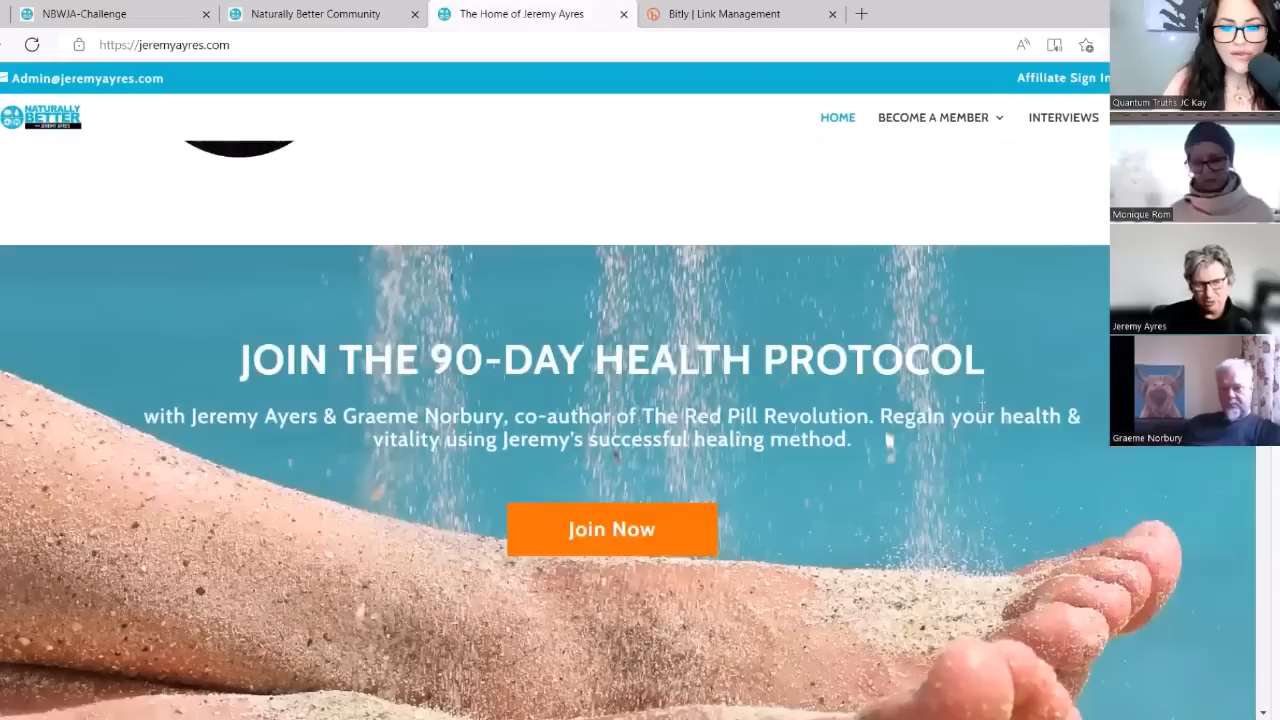 NBWJA-Challenge
Naturally Better Community
The Home of Jeremy Ayres
Bitly | Link Management
https://jeremyayres.com
Admin@jeremyayres.com
Affiliate Sign In
NATURALLY
BETTER
HOME
BECOME A MEMBER
INTERVIEWS
JOIN THE 90-DAY HEALTH PROTOCOL
with Jeremy Ayers & Graeme Norbury, co-author of The Red Pill Revolution. Regain your health &
vitality using Jeremy's successful healing method.
Join Now
Quantum Truths JC Kay
Monique Rom
Jeremy Ayres
Graeme Norbury